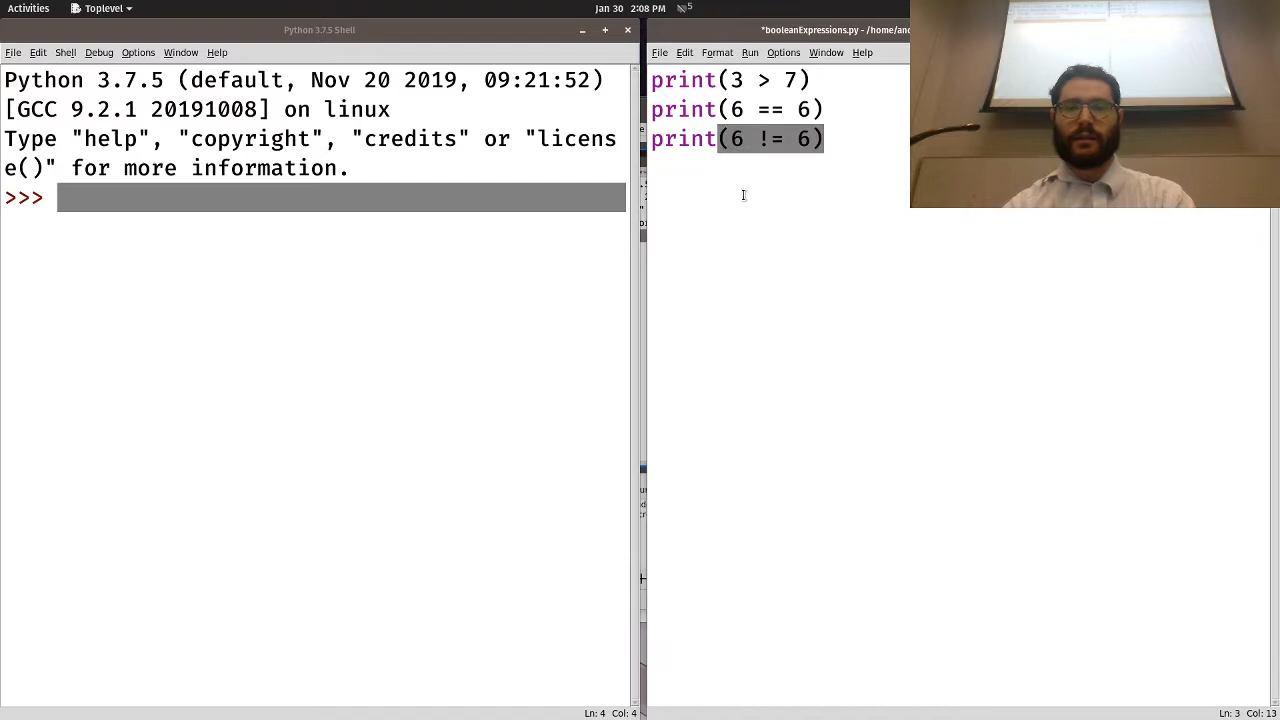 Activities
Toplevel
Jan 30 2:08 PM
5
Python 3.7.5 Shell
File Edit Shell Debug Options Window Help
Python 3.7.5 (default, Nov 20 2019, 09:21:52)
[GCC 9.2.1 20191008] on linux
Type "help", "copyright", "credits" or "licens
e()" for more information.
>>>
Ln: 4 Col: 4
*booleanExpressions.py - /home/and
File Edit Format Run Options Window Help
print(3 > 7)
print(6 == 6)
print(6 != 6)
Ln: 3 Col: 13